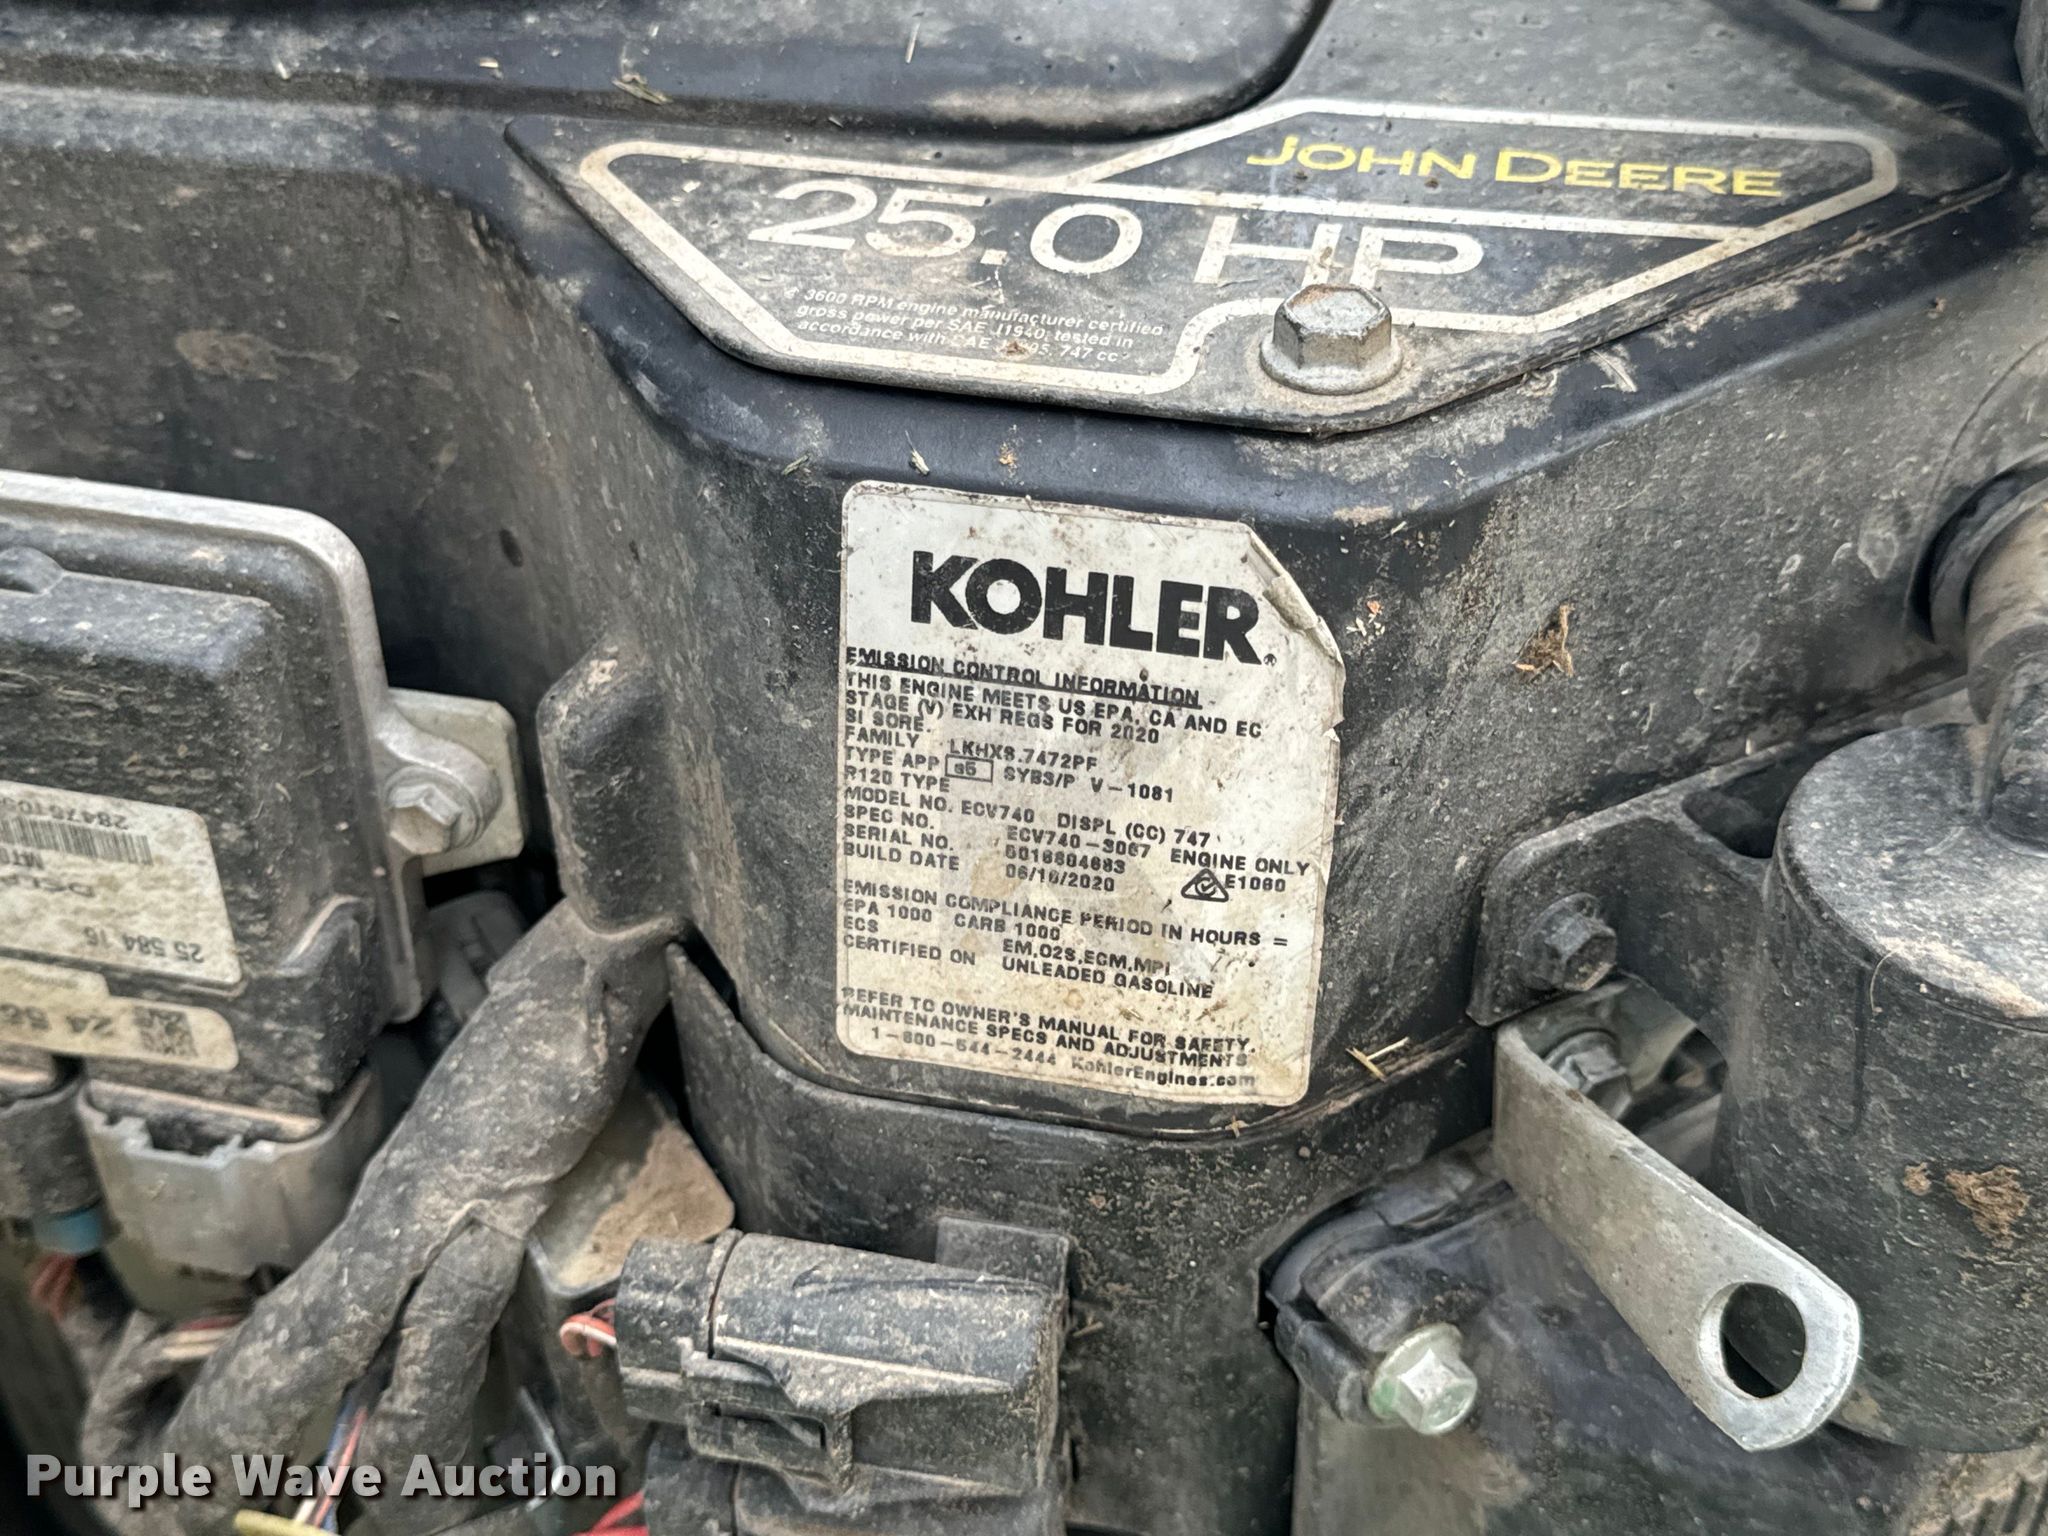 JOHN DEERE
25.0 HP
3600 RPM engine manufacturer certified
gross power per SAE J1940, tested in
accordance with SAE 747 cc
KOHLER
EMISSION CONTROL INFORMATION
THIS ENGINE MEETS US EPA, CA AND EC
STAGE (V) EXH REGS FOR 2020
SI SORE.
FAMILY LKHXS.7472PF
TYPE APP G5 SYBS/P V-1081
R120 TYPE
MODEL NO. ECV740 DISPL (CC) 747
SPEC NO. ECV740-3067 ENGINE ONLY
SERIAL NO. 5018604683
BUILD DATE 06/16/2020 E1060
EMISSION COMPLIANCE PERIOD IN HOURS =
EPA 1000 CARB 1000
ECS EM,O2S,ECM,MPI
CERTIFIED ON UNLEADED GASOLINE
REFER TO OWNER'S MANUAL FOR SAFETY,
MAINTENANCE SPECS AND ADJUSTMENTS
1-800-544-2444 KohlerEngines.com
25 584 16
Purple Wave Auction